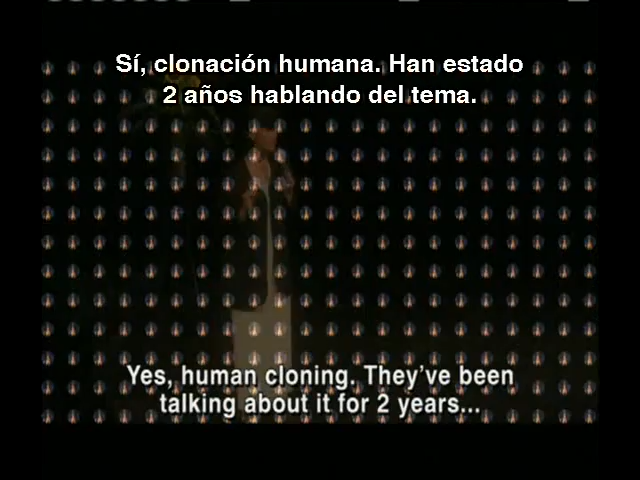 Sí, clonación humana. Han estado
2 años hablando del tema.
Yes, human cloning. They've been
talking about it for 2 years...